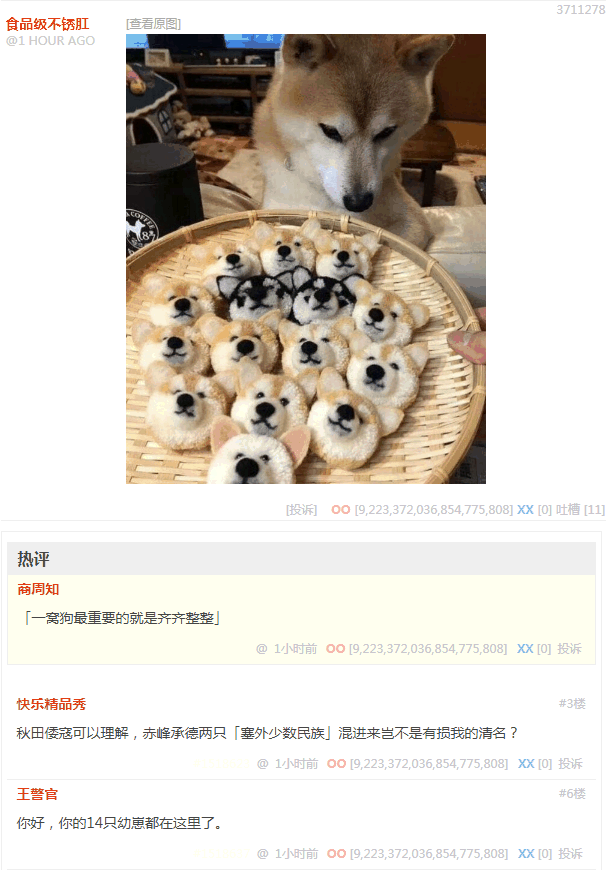 3711278
食品级不锈肛
@1 HOUR AGO
[查看原图]
COFFEE
[投诉] OO [9,223,372,036,854,775,808] XX [0] 吐槽 [11]
热评
商周知
「一窝狗最重要的就是齐齐整整」
@ 1小时前 OO [9,223,372,036,854,775,808] XX [0] 投诉
快乐精品秀 #3楼
秋田倭寇可以理解，赤峰承德两只「塞外少数民族」混进来岂不是有损我的清名？
@ 1小时前 OO [9,223,372,036,854,775,808] XX [0] 投诉
王警官 #6楼
你好，你的14只幼崽都在这里了。
@ 1小时前 OO [9,223,372,036,854,775,808] XX [0] 投诉